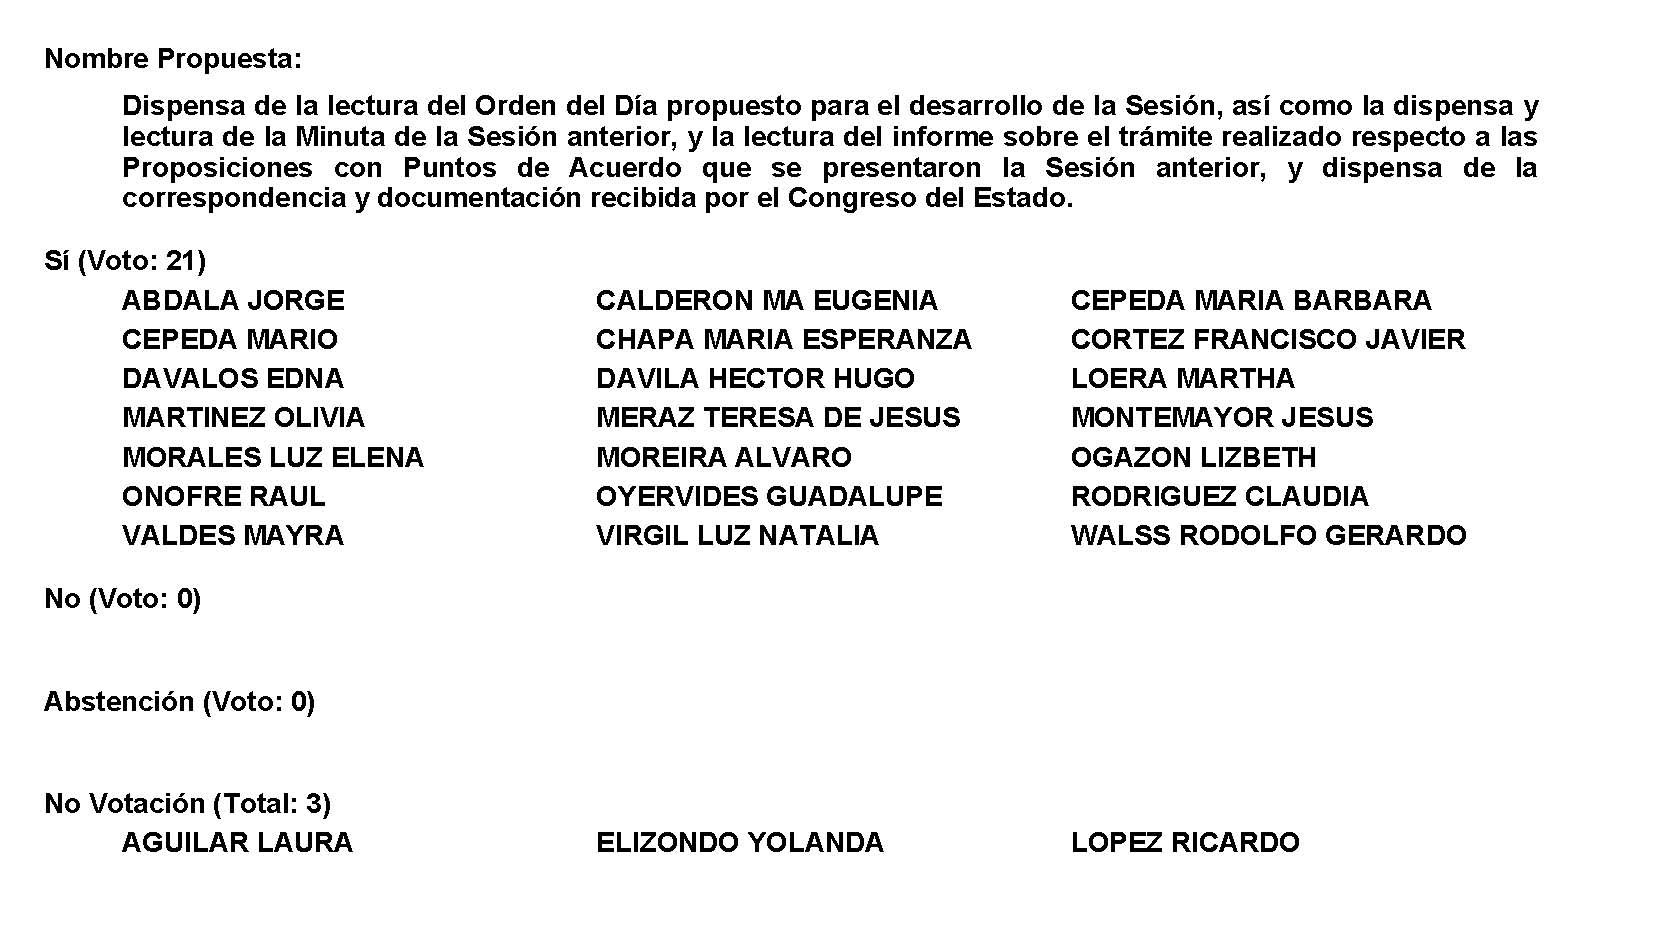 Nombre Propuesta:
Dispensa de la lectura del Orden del Día propuesto para el desarrollo de la Sesión, así como la dispensa y
lectura de la Minuta de la Sesión anterior, y la lectura del informe sobre el trámite realizado respecto a las
Proposiciones con Puntos de Acuerdo que se presentaron la Sesión anterior, y dispensa de la
correspondencia y documentación recibida por el Congreso del Estado.
Sí (Voto: 21)
ABDALA JORGE CALDERON MA EUGENIA CEPEDA MARIA BARBARA
CEPEDA MARIO CHAPA MARIA ESPERANZA CORTEZ FRANCISCO JAVIER
DAVALOS EDNA DAVILA HECTOR HUGO LOERA MARTHA
MARTINEZ OLIVIA MERAZ TERESA DE JESUS MONTEMAYOR JESUS
MORALES LUZ ELENA MOREIRA ALVARO OGAZON LIZBETH
ONOFRE RAUL OYERVIDES GUADALUPE RODRIGUEZ CLAUDIA
VALDES MAYRA VIRGIL LUZ NATALIA WALSS RODOLFO GERARDO
No (Voto: 0)
Abstención (Voto: 0)
No Votación (Total: 3)
AGUILAR LAURA ELIZONDO YOLANDA LOPEZ RICARDO